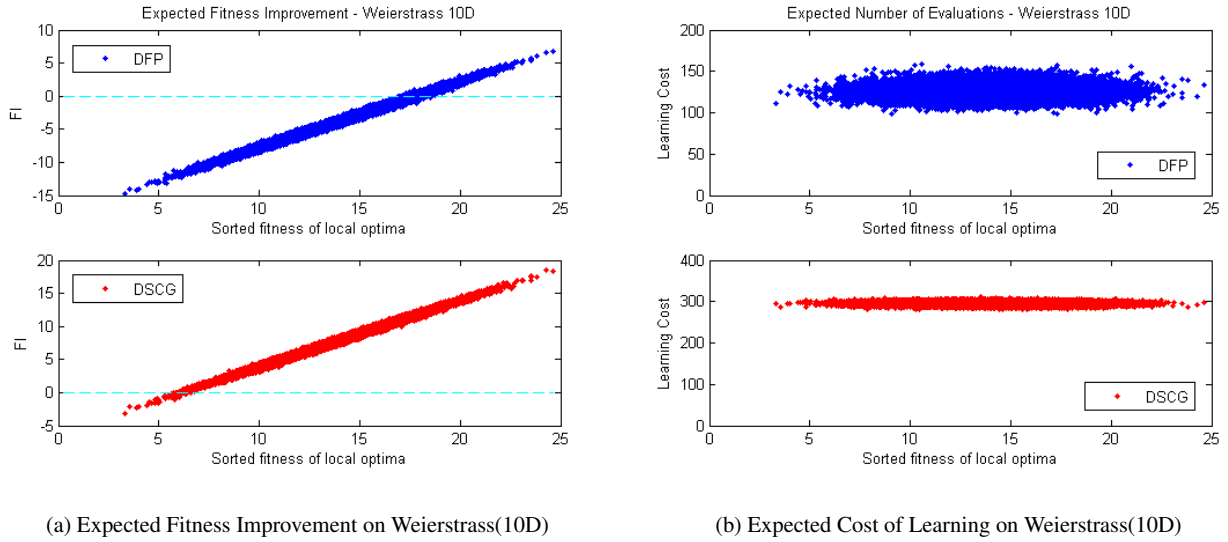 Expected Fitness Improvement - Weierstrass 10D
10
5
0
-5
-10
-15
FI
DFP
0 5 10 15 20 25
Sorted fitness of local optima
20
15
10
5
0
-5
FI
DSCG
0 5 10 15 20 25
Sorted fitness of local optima
(a) Expected Fitness Improvement on Weierstrass(10D)
Expected Number of Evaluations - Weierstrass 10D
200
150
100
50
0
Learning Cost
DFP
0 5 10 15 20 25
Sorted fitness of local optima
400
300
200
100
0
Learning Cost
DSCG
0 5 10 15 20 25
Sorted fitness of local optima
(b) Expected Cost of Learning on Weierstrass(10D)